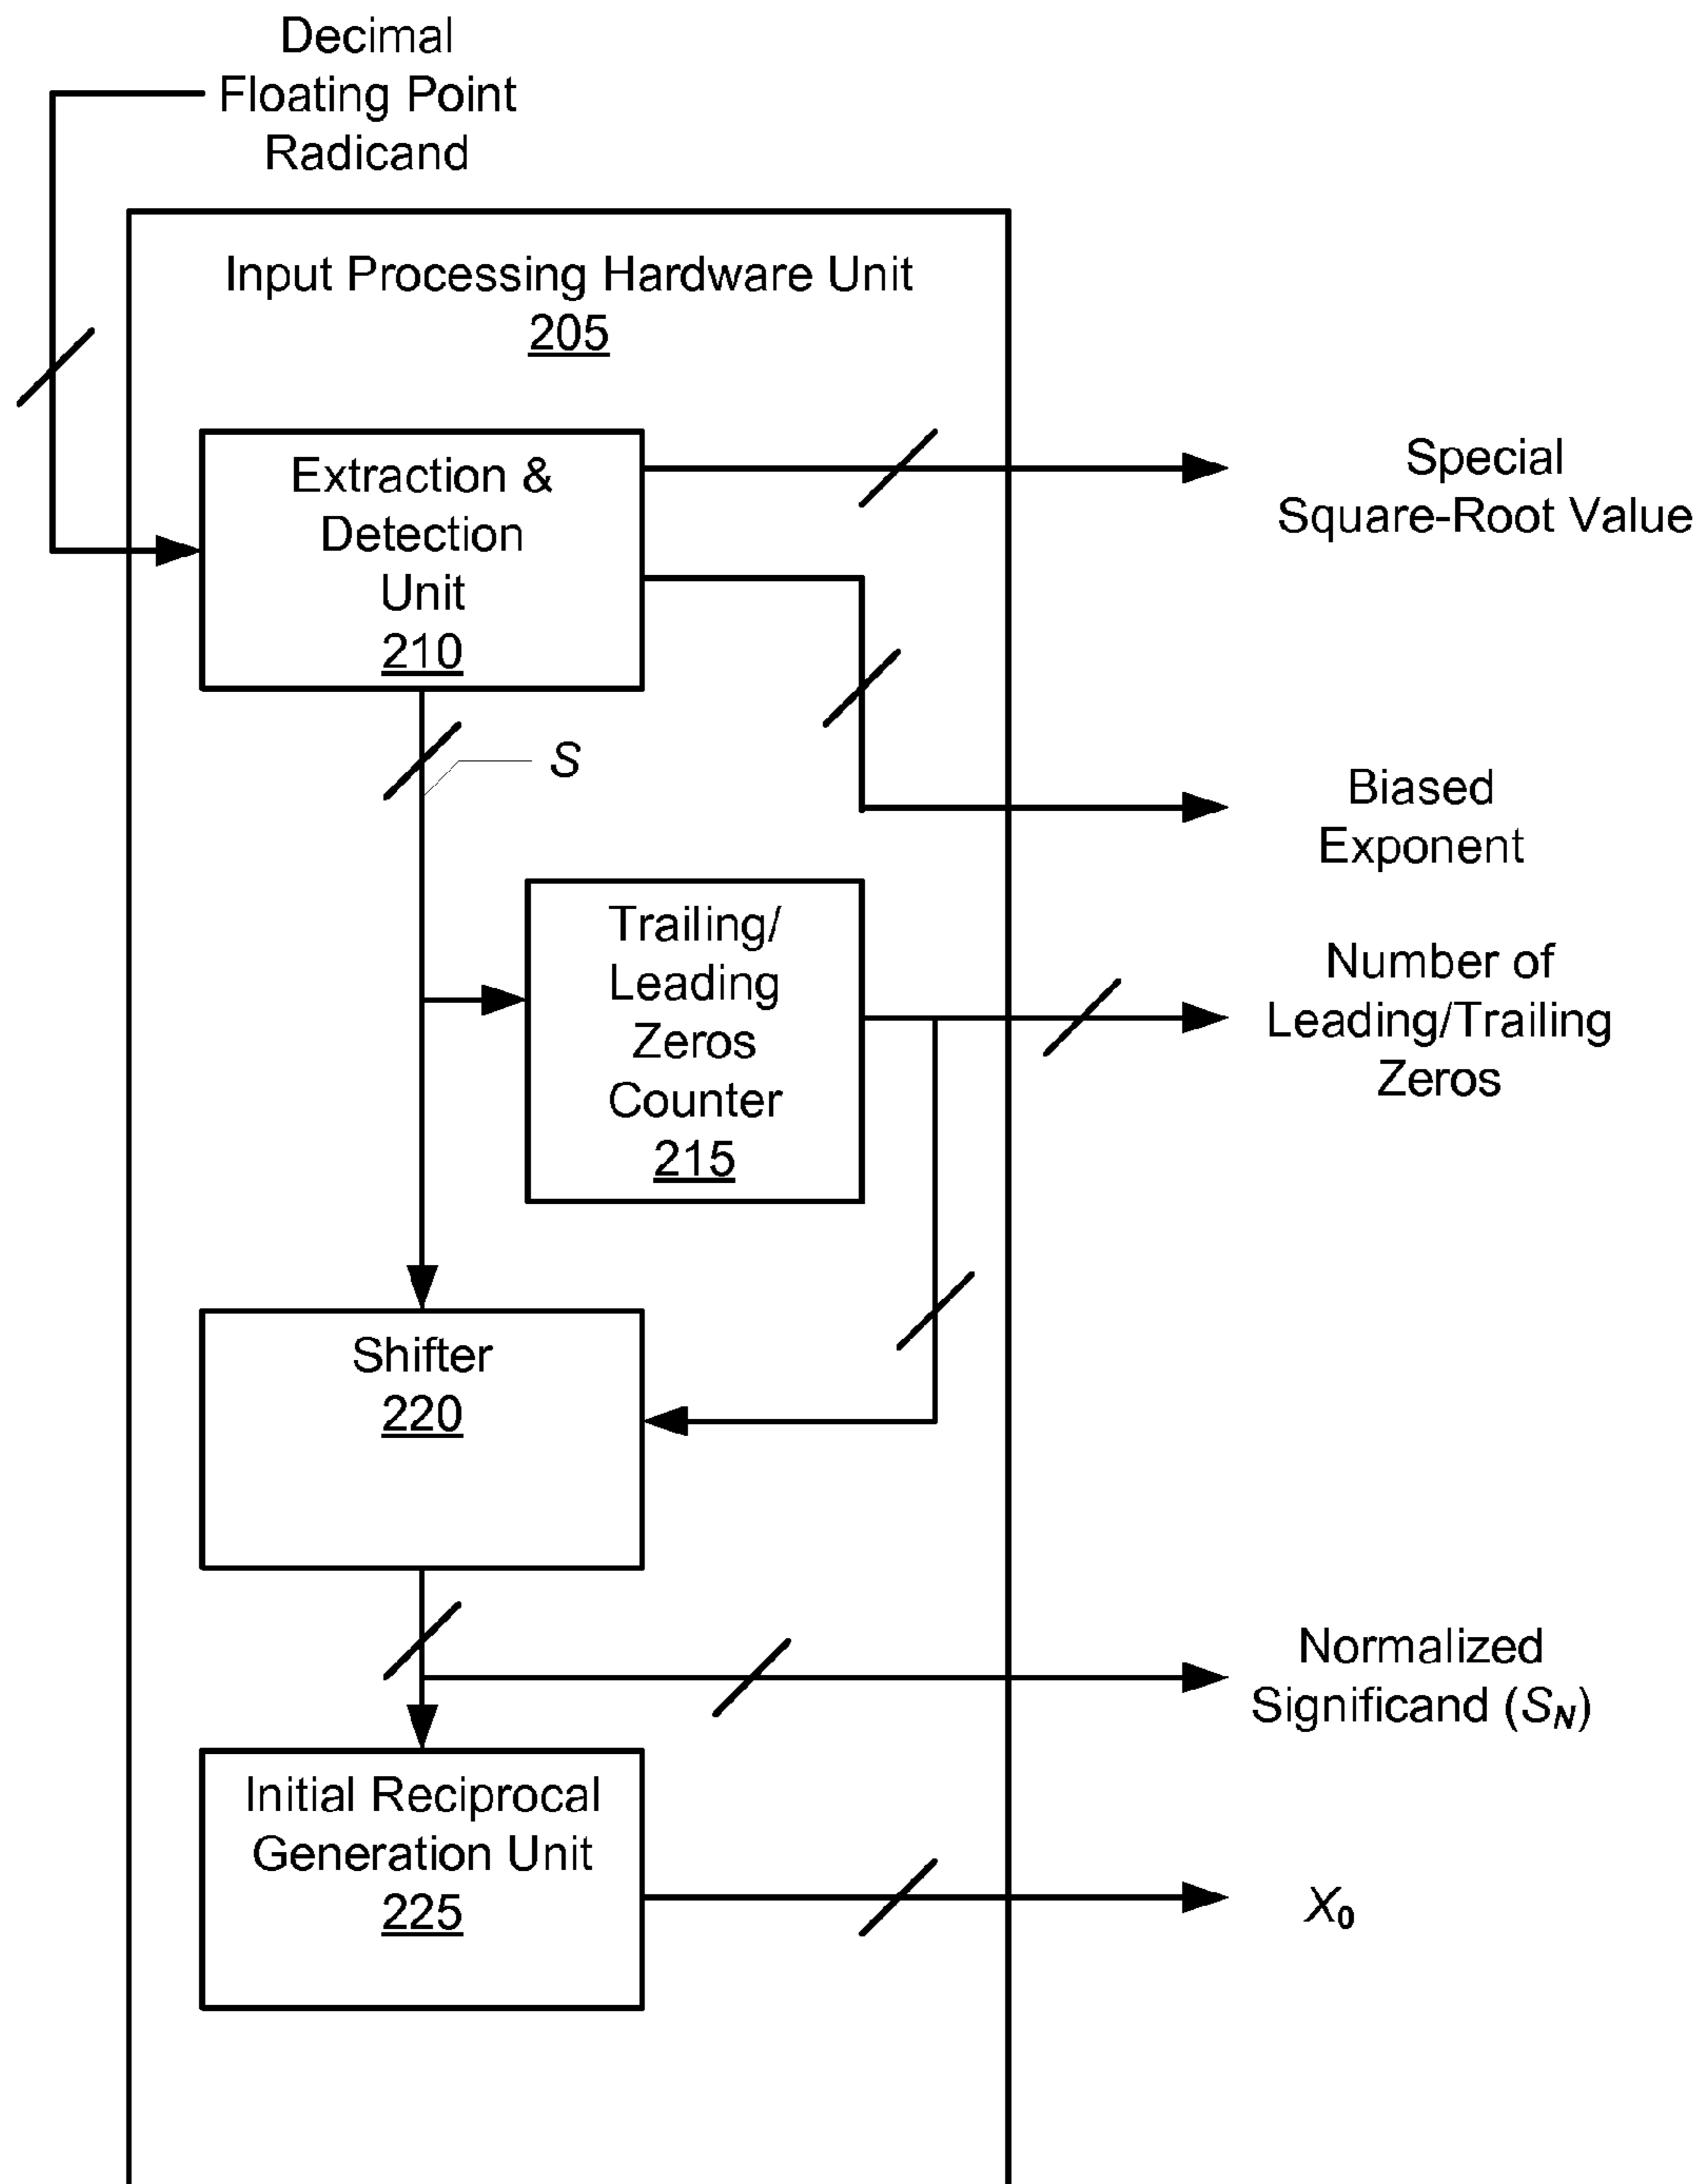 Decimal
Floating Point
Radicand
Input Processing Hardware Unit
205
Extraction &
Detection
Unit
210
Special
Square-Root Value
S
Biased
Exponent
Trailing/
Leading
Zeros
Counter
215
Number of
Leading/Trailing
Zeros
Shifter
220
Normalized
Significand (S_N)
Initial Reciprocal
Generation Unit
225
X_0